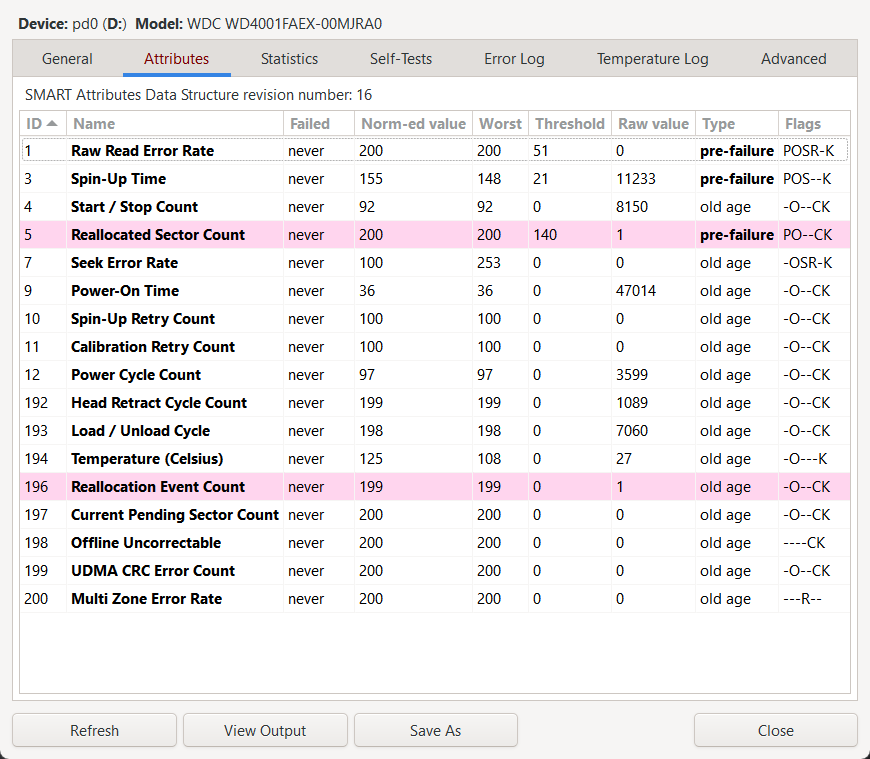 Device: pd0 (D:)  Model: WDC WD4001FAEX-00MJRA0
General Attributes Statistics Self-Tests Error Log Temperature Log Advanced
SMART Attributes Data Structure revision number: 16
ID Name Failed Norm-ed value Worst Threshold Raw value Type Flags
1 Raw Read Error Rate never 200 200 51 0 pre-failure POSR-K
3 Spin-Up Time never 155 148 21 11233 pre-failure POS--K
4 Start / Stop Count never 92 92 0 8150 old age -O--CK
5 Reallocated Sector Count never 200 200 140 1 pre-failure PO--CK
7 Seek Error Rate never 100 253 0 0 old age -OSR-K
9 Power-On Time never 36 36 0 47014 old age -O--CK
10 Spin-Up Retry Count never 100 100 0 0 old age -O--CK
11 Calibration Retry Count never 100 100 0 0 old age -O--CK
12 Power Cycle Count never 97 97 0 3599 old age -O--CK
192 Head Retract Cycle Count never 199 199 0 1089 old age -O--CK
193 Load / Unload Cycle never 198 198 0 7060 old age -O--CK
194 Temperature (Celsius) never 125 108 0 27 old age -O---K
196 Reallocation Event Count never 199 199 0 1 old age -O--CK
197 Current Pending Sector Count never 200 200 0 0 old age -O--CK
198 Offline Uncorrectable never 200 200 0 0 old age ----CK
199 UDMA CRC Error Count never 200 200 0 0 old age -O--CK
200 Multi Zone Error Rate never 200 200 0 0 old age ---R--
Refresh View Output Save As Close